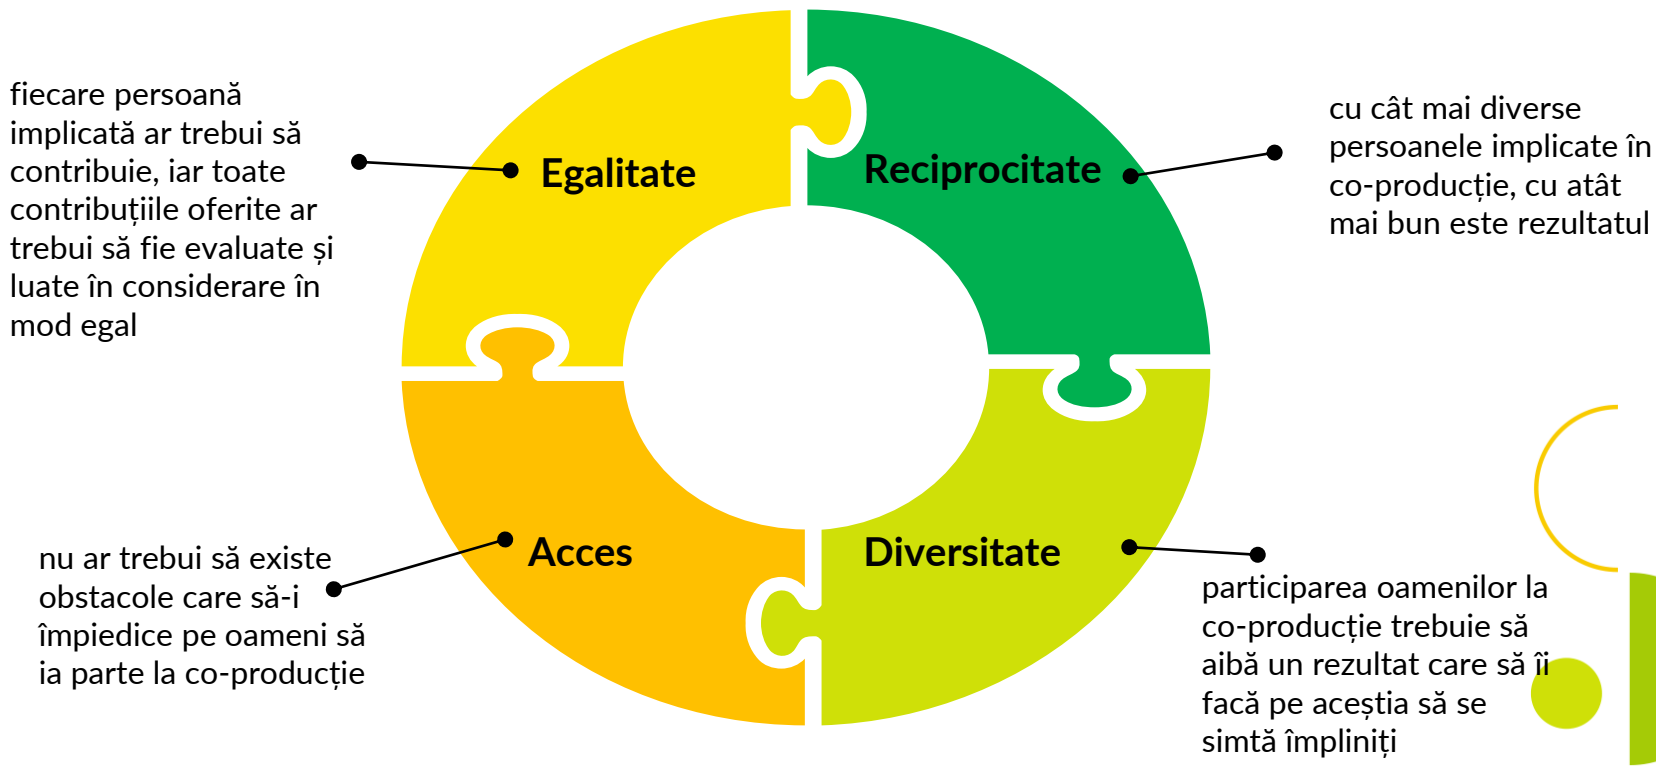 fiecare persoană
implicată ar trebui să
contribuie, iar toate
contribuțiile oferite ar
trebui să fie evaluate și
luate în considerare în
mod egal
Egalitate
Reciprocitate
cu cât mai diverse
persoanele implicate în
co-producție, cu atât
mai bun este rezultatul
nu ar trebui să existe
obstacole care să-i
împiedice pe oameni să
ia parte la co-producție
Acces
Diversitate
participarea oamenilor la
co-producție trebuie să
aibă un rezultat care să îi
facă pe aceștia să se
simtă împliniți